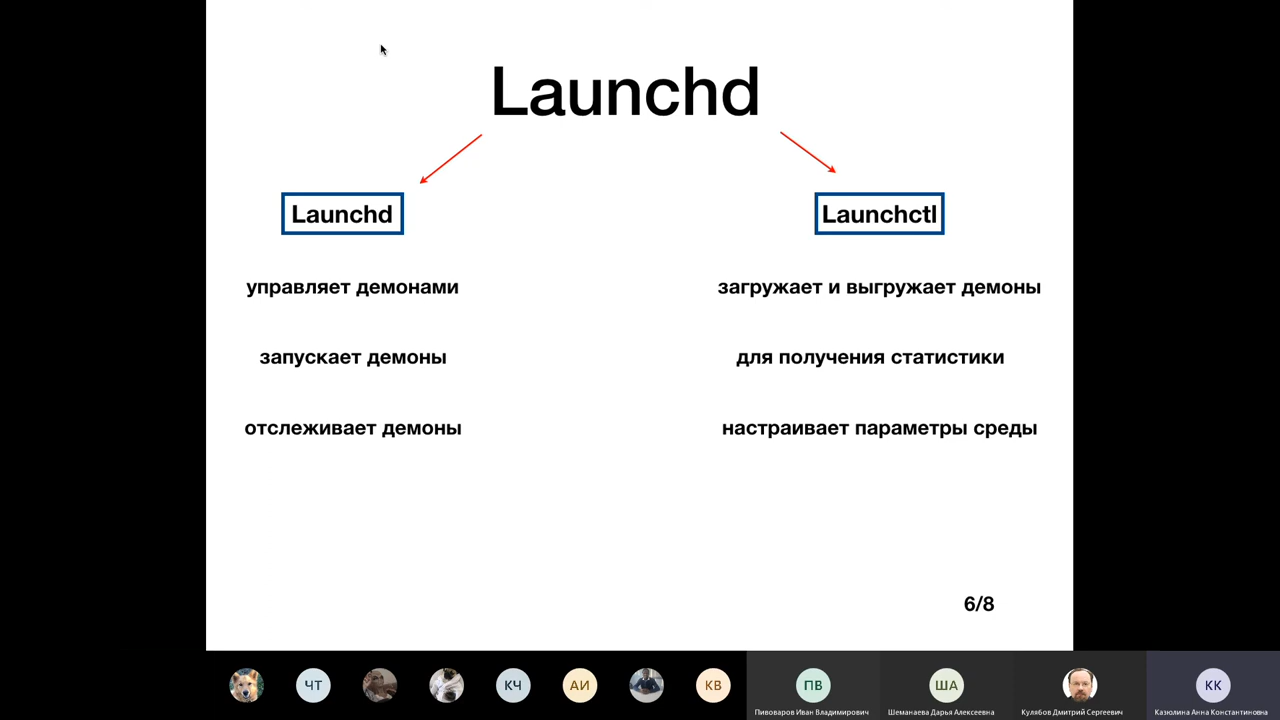 Launchd
Launchd
Launchctl
управляет демонами
загружает и выгружает демоны
запускает демоны
для получения статистики
отслеживает демоны
настраивает параметры среды
6/8
ЧТ
КЧ
АИ
КВ
ПВ
ША
КК
Пивоваров Иван Владимирович
Шеманаева Дарья Алексеевна
Кулябов Дмитрий Сергеевич
Казюлина Анна Константиновна